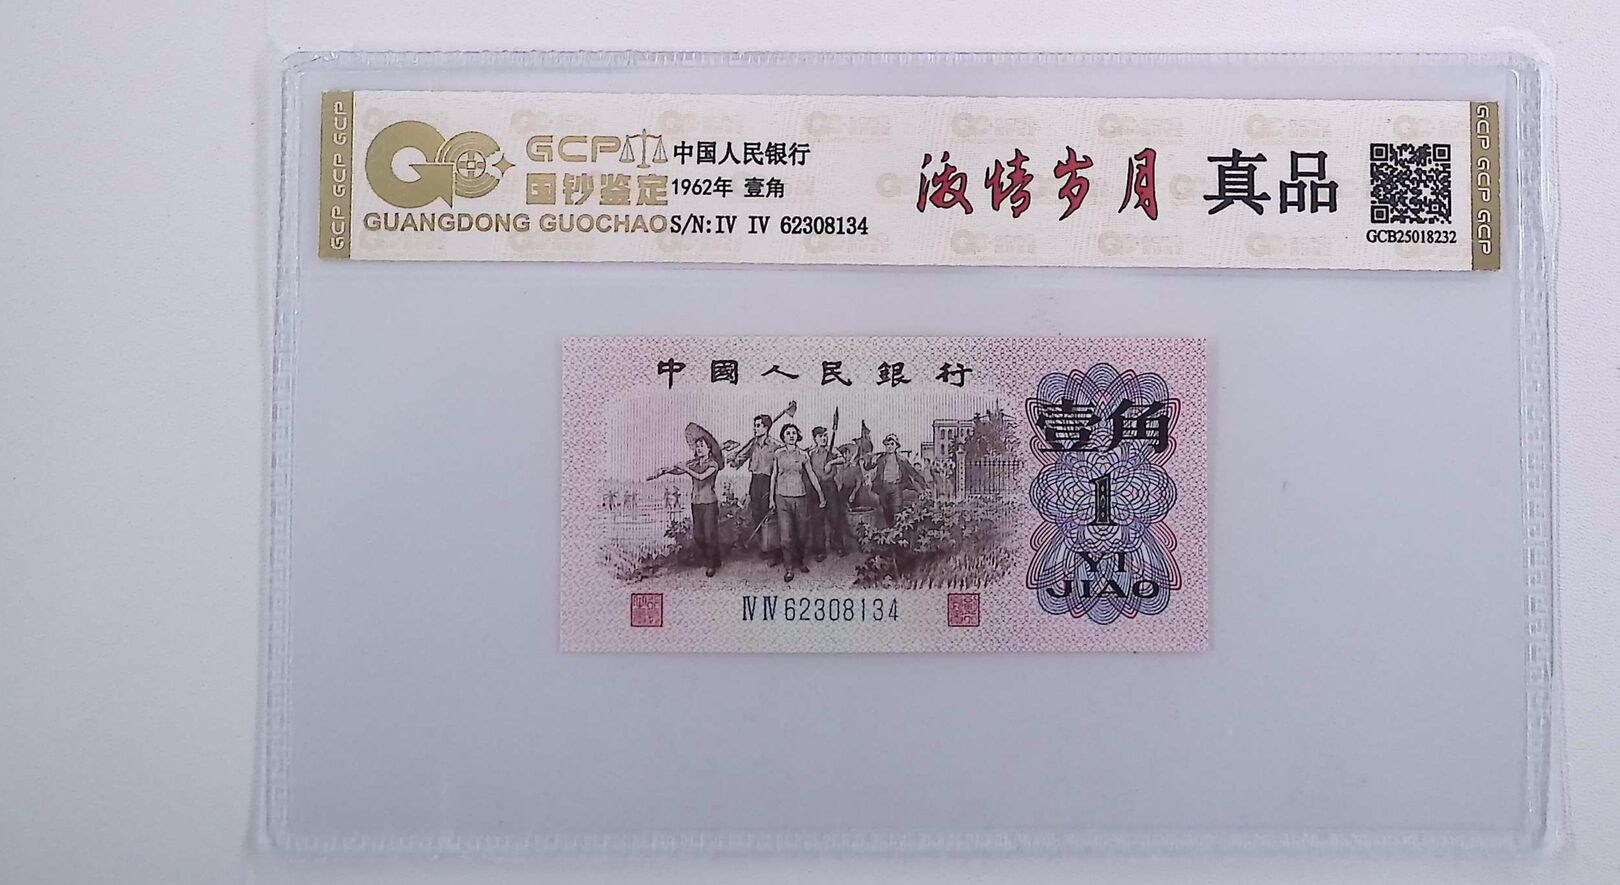 GCP GCP GCP
GCP
国钞鉴定
GUANGDONG GUOCHAO
中国人民银行
1962年 壹角
S/N:IV IV 62308134
激情岁月 真品
GCB25018232
GCP GCP GCP
中國人民銀行
壹角
1
YI
JIAO
ⅣⅣ62308134